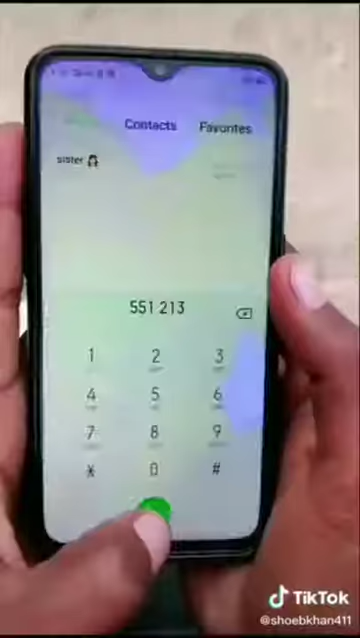 Contacts Favorites
sister
551 213
1 2 3
4 5 6
7 8 9
* 0 #
TikTok
@shoebkhan411